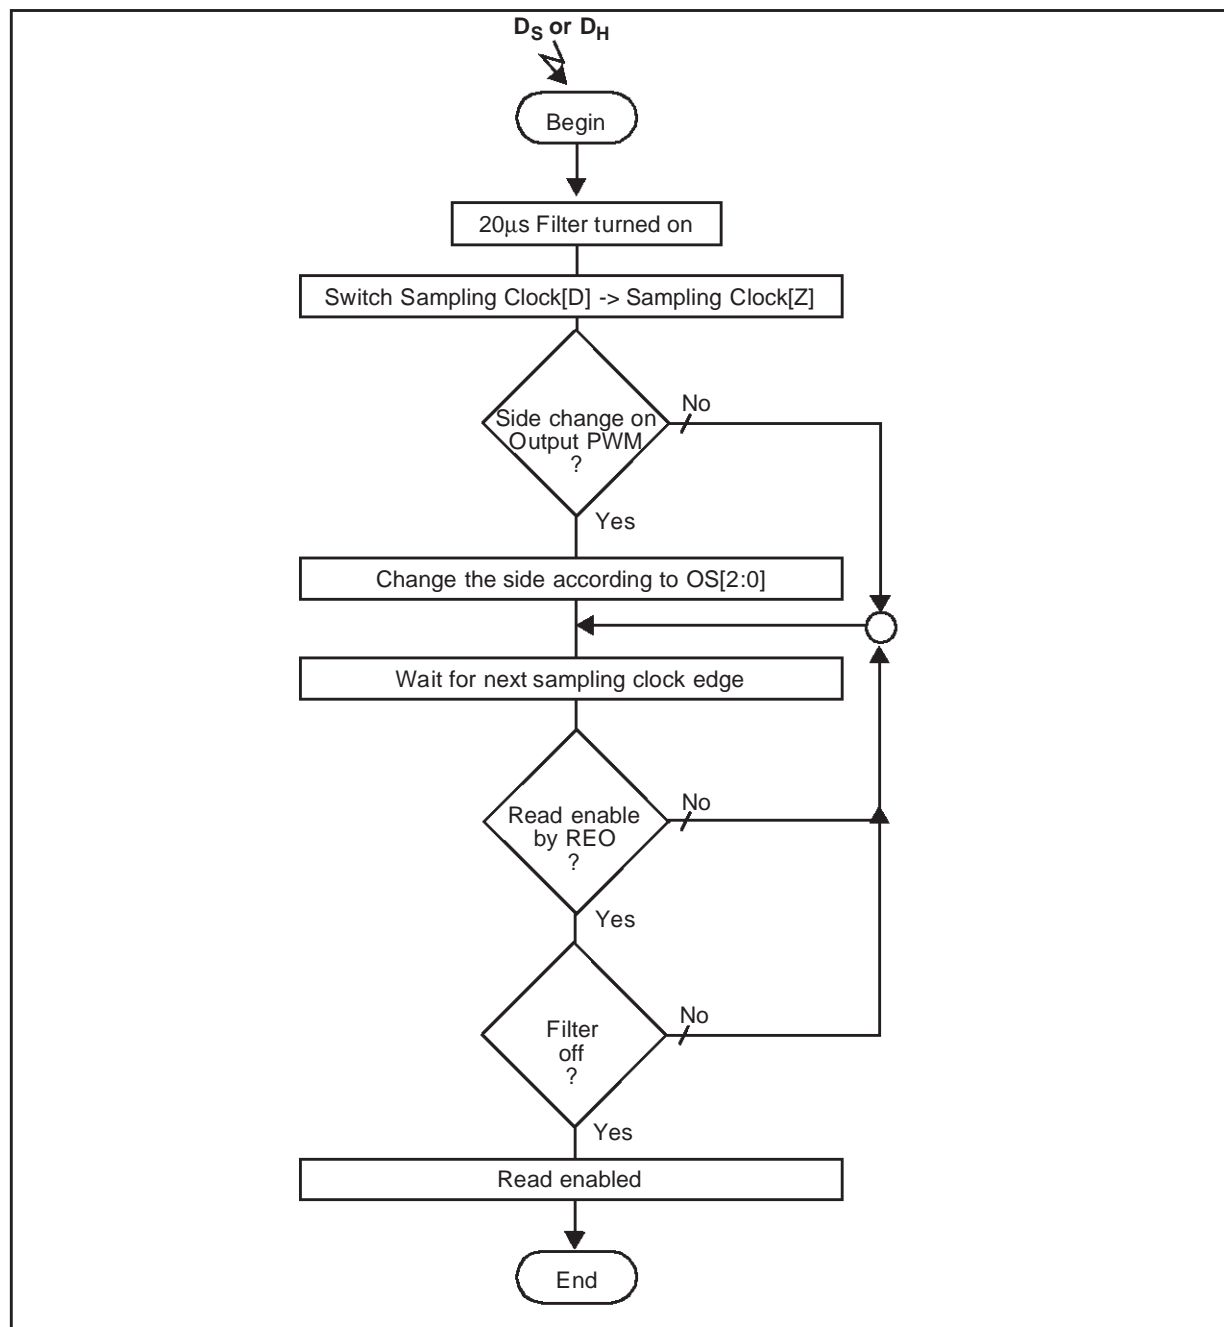 DS or DH
Begin
20μs Filter turned on
Switch Sampling Clock[D] -> Sampling Clock[Z]
Side change on
Output PWM
?
No
Yes
Change the side according to OS[2:0]
Wait for next sampling clock edge
Read enable
by REO
?
No
Yes
Filter
off
?
No
Yes
Read enabled
End